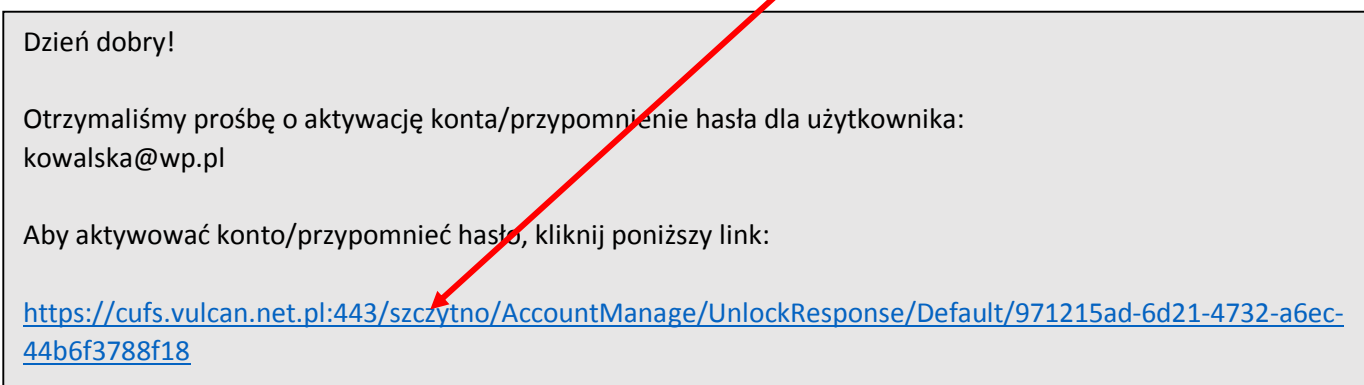 Dzień dobry!
Otrzymaliśmy prośbę o aktywację konta/przypomnienie hasła dla użytkownika:
kowalska@wp.pl
Aby aktywować konto/przypomnieć hasło, kliknij poniższy link:
https://cufs.vulcan.net.pl:443/szczytno/AccountManage/UnlockResponse/Default/971215ad-6d21-4732-a6ec-
44b6f3788f18